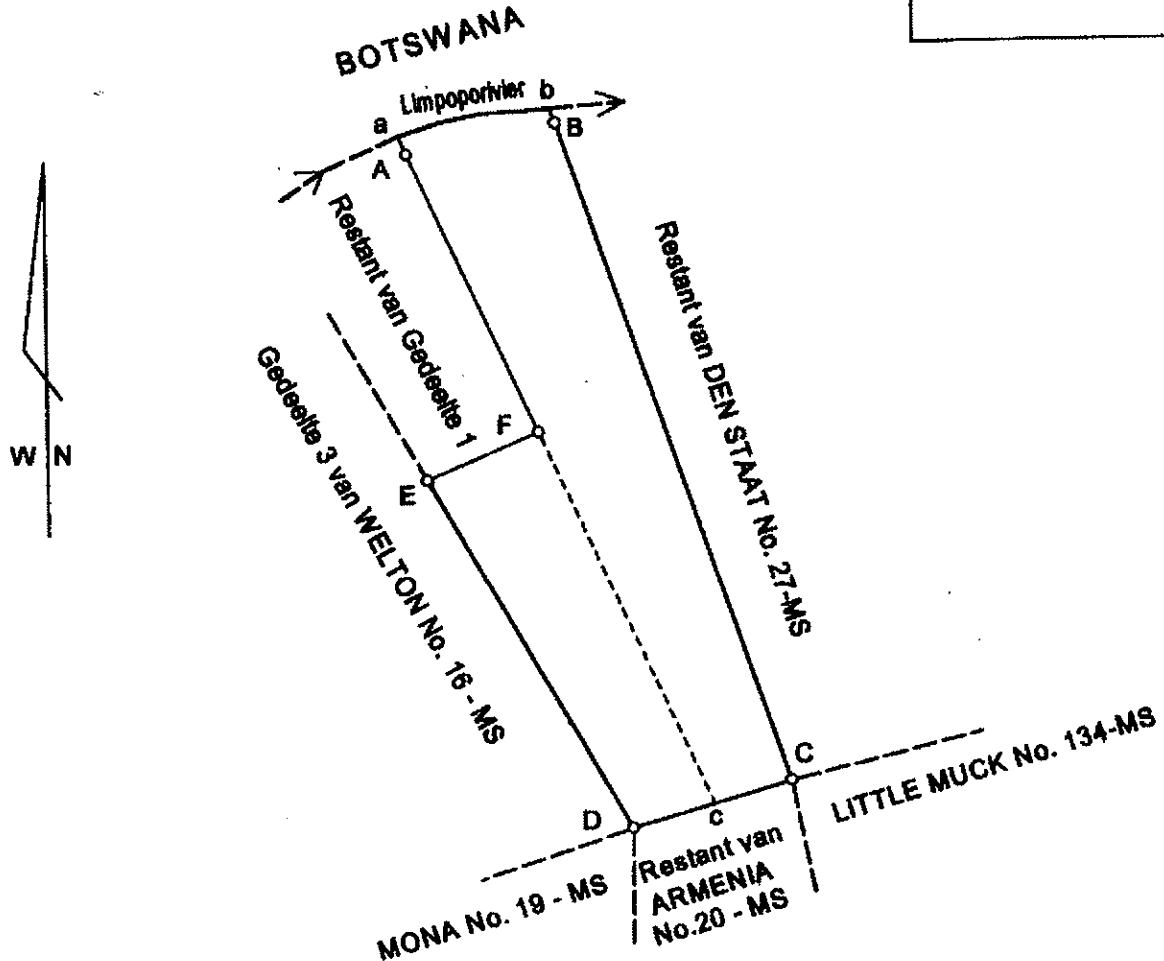 BOTSWANA
Limpoporivier
a
b
A
B
Restant van Gedeelte 1
Restant van DEN STAAT No. 27-MS
Gedeelte 3 van WELTON No. 16 - MS
F
E
W N
C
D
c
LITTLE MUCK No. 134-MS
MONA No. 19 - MS
Restant van
ARMENIA
No.20 - MS